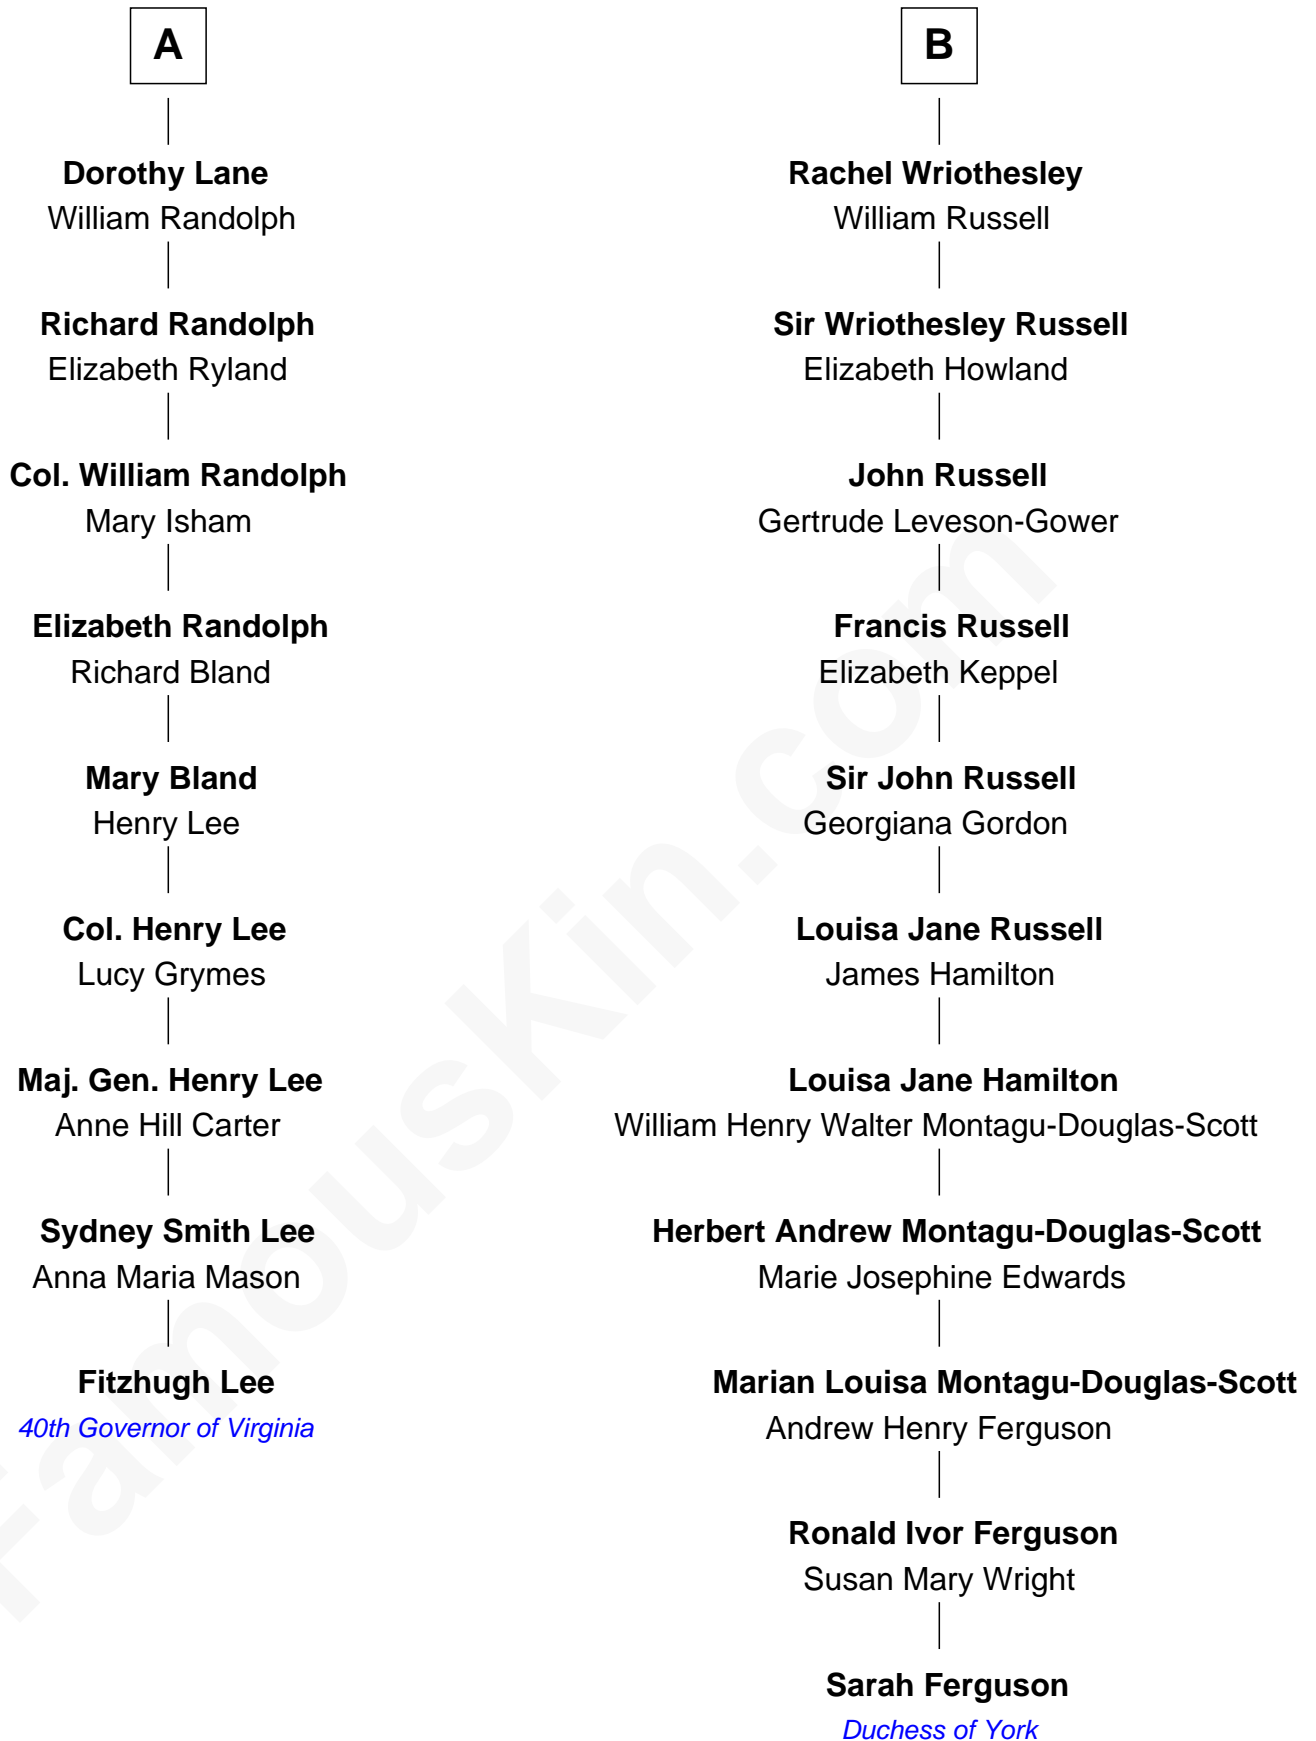 A
Dorothy Lane
William Randolph
Richard Randolph
Elizabeth Ryland
Col. William Randolph
Mary Isham
Elizabeth Randolph
Richard Bland
Mary Bland
Henry Lee
Col. Henry Lee
Lucy Grymes
Maj. Gen. Henry Lee
Anne Hill Carter
Sydney Smith Lee
Anna Maria Mason
Fitzhugh Lee
40th Governor of Virginia
B
Rachel Wriothesley
William Russell
Sir Wriothesley Russell
Elizabeth Howland
John Russell
Gertrude Leveson-Gower
Francis Russell
Elizabeth Keppel
Sir John Russell
Georgiana Gordon
Louisa Jane Russell
James Hamilton
Louisa Jane Hamilton
William Henry Walter Montagu-Douglas-Scott
Herbert Andrew Montagu-Douglas-Scott
Marie Josephine Edwards
Marian Louisa Montagu-Douglas-Scott
Andrew Henry Ferguson
Ronald Ivor Ferguson
Susan Mary Wright
Sarah Ferguson
Duchess of York
FamousKin.com